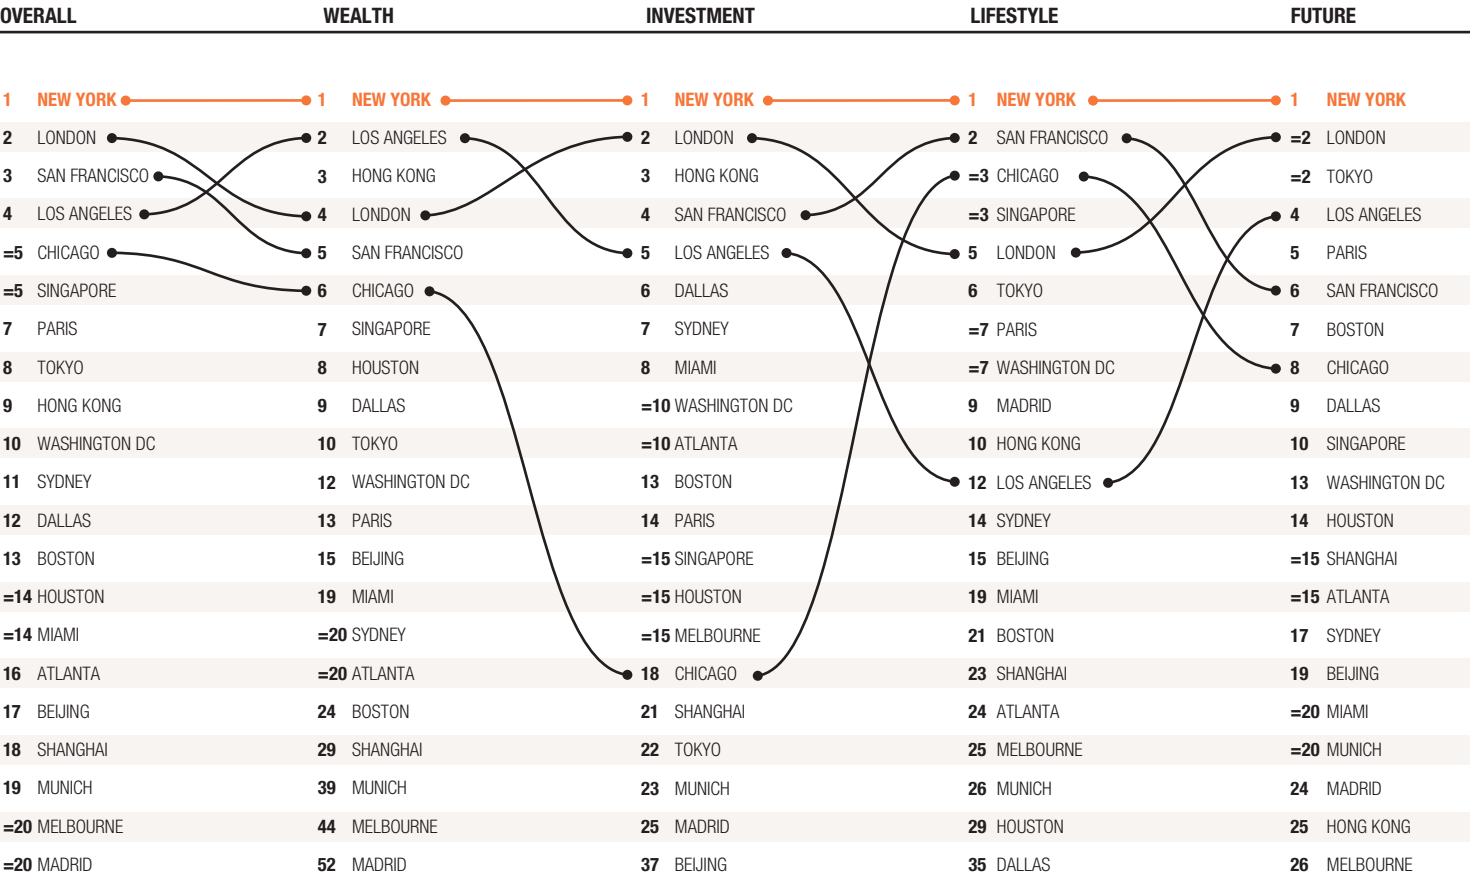 OVERALL WEALTH INVESTMENT LIFESTYLE FUTURE
1 NEW YORK 1 NEW YORK 1 NEW YORK 1 NEW YORK 1 NEW YORK
2 LONDON 2 LOS ANGELES 2 LONDON 2 SAN FRANCISCO =2 LONDON
3 SAN FRANCISCO 3 HONG KONG 3 HONG KONG =3 CHICAGO =2 TOKYO
4 LOS ANGELES 4 LONDON 4 SAN FRANCISCO =3 SINGAPORE 4 LOS ANGELES
=5 CHICAGO 5 SAN FRANCISCO 5 LOS ANGELES 5 LONDON 5 PARIS
=5 SINGAPORE 6 CHICAGO 6 DALLAS 6 TOKYO 6 SAN FRANCISCO
7 PARIS 7 SINGAPORE 7 SYDNEY =7 PARIS 7 BOSTON
8 TOKYO 8 HOUSTON 8 MIAMI =7 WASHINGTON DC 8 CHICAGO
9 HONG KONG 9 DALLAS =10 WASHINGTON DC 9 MADRID 9 DALLAS
10 WASHINGTON DC 10 TOKYO =10 ATLANTA 10 HONG KONG 10 SINGAPORE
11 SYDNEY 12 WASHINGTON DC 13 BOSTON 12 LOS ANGELES 13 WASHINGTON DC
12 DALLAS 13 PARIS 14 PARIS 14 SYDNEY 14 HOUSTON
13 BOSTON 15 BEIJING =15 SINGAPORE 15 BEIJING =15 SHANGHAI
=14 HOUSTON 19 MIAMI =15 HOUSTON 19 MIAMI =15 ATLANTA
=14 MIAMI =20 SYDNEY =15 MELBOURNE 21 BOSTON 17 SYDNEY
16 ATLANTA =20 ATLANTA 18 CHICAGO 23 SHANGHAI 19 BEIJING
17 BEIJING 24 BOSTON 21 SHANGHAI 24 ATLANTA =20 MIAMI
18 SHANGHAI 29 SHANGHAI 22 TOKYO 25 MELBOURNE =20 MUNICH
19 MUNICH 39 MUNICH 23 MUNICH 26 MUNICH 24 MADRID
=20 MELBOURNE 44 MELBOURNE 25 MADRID 29 HOUSTON 25 HONG KONG
=20 MADRID 52 MADRID 37 BEIJING 35 DALLAS 26 MELBOURNE